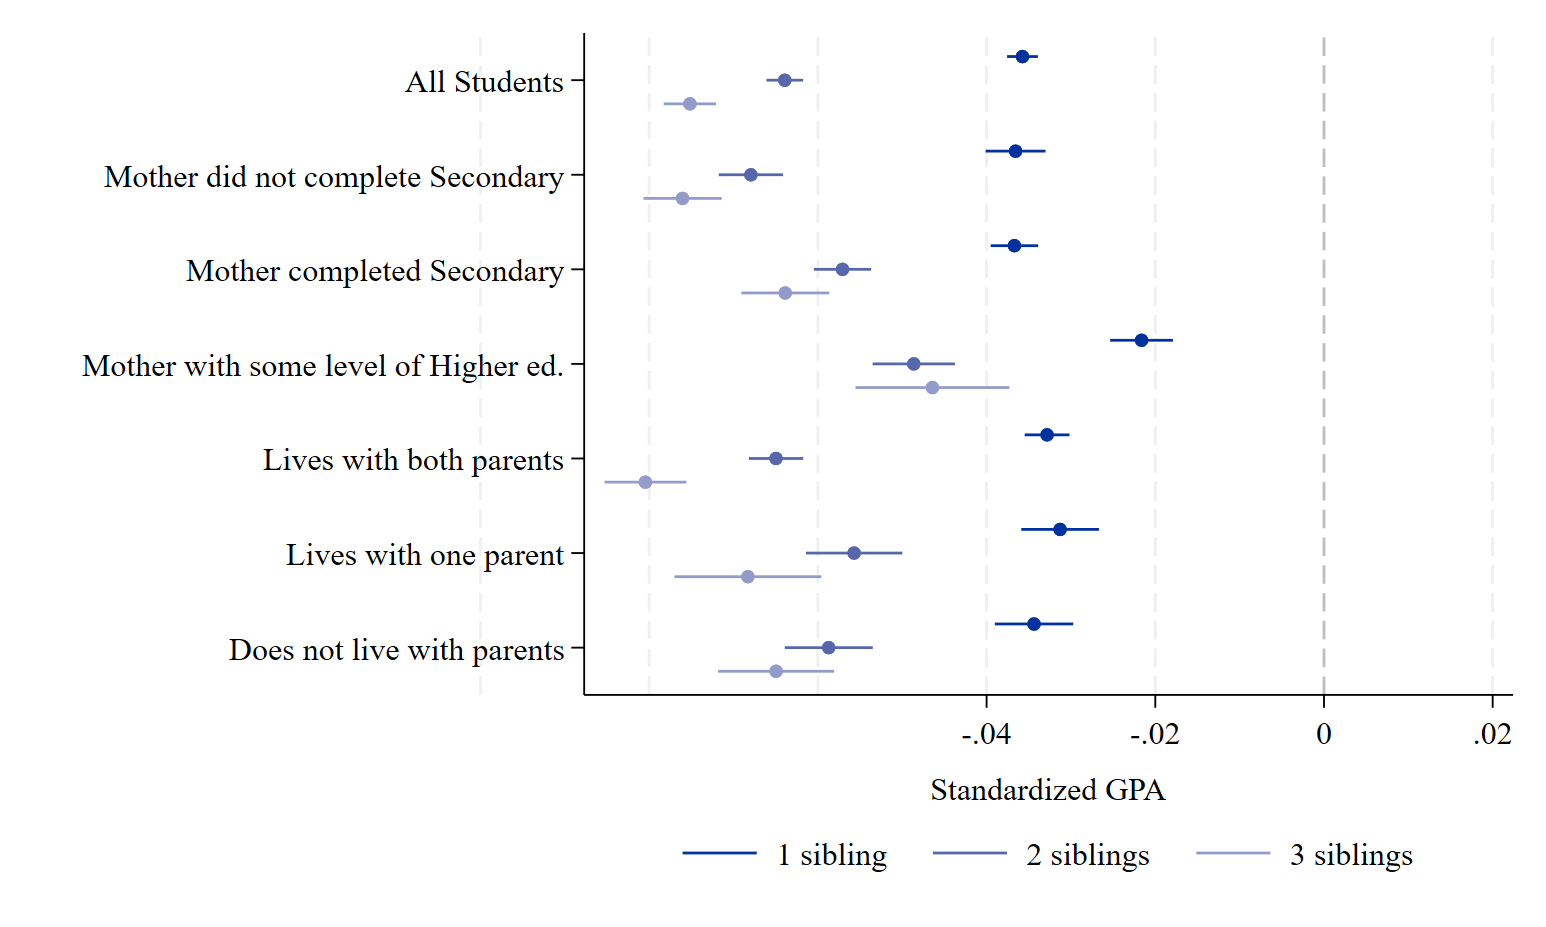 All Students
Mother did not complete Secondary
Mother completed Secondary
Mother with some level of Higher ed.
Lives with both parents
Lives with one parent
Does not live with parents
-.04 -.02 0 .02
Standardized GPA
1 sibling 2 siblings 3 siblings